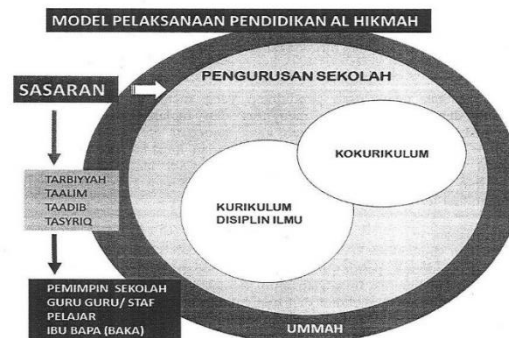 MODEL PELAKSANAAN PENDIDIKAN AL HIKMAH
PENGURUSAN SEKOLAH
SASARAN
KOKURIKULUM
TARBIYYAH
TAALIM
TAADIB
TASYRIQ
KURIKULUM
DISIPLIN ILMU
PEMIMPIN SEKOLAH
GURU GURU/ STAF
PELAJAR
IBU BAPA (BAKA)
UMMAH